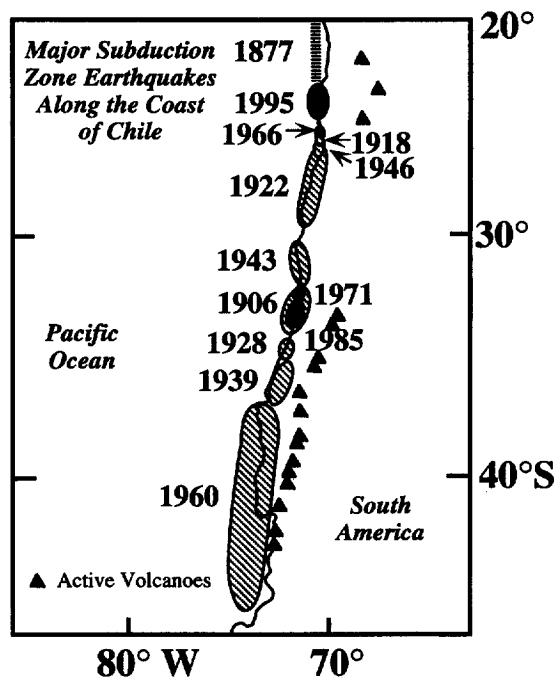 Major Subduction
Zone Earthquakes
Along the Coast
of Chile
1877
1995
1966
1918
1946
1922
1943
1906
1971
1985
1928
1939
1960
Pacific
Ocean
South
America
Active Volcanoes
20°
30°
40°S
80° W
70°